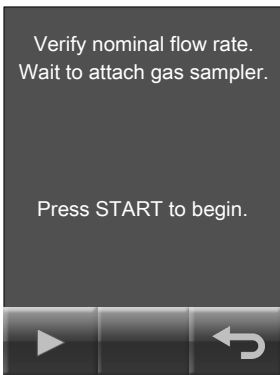 Verify nominal flow rate.
Wait to attach gas sampler.
Press START to begin.